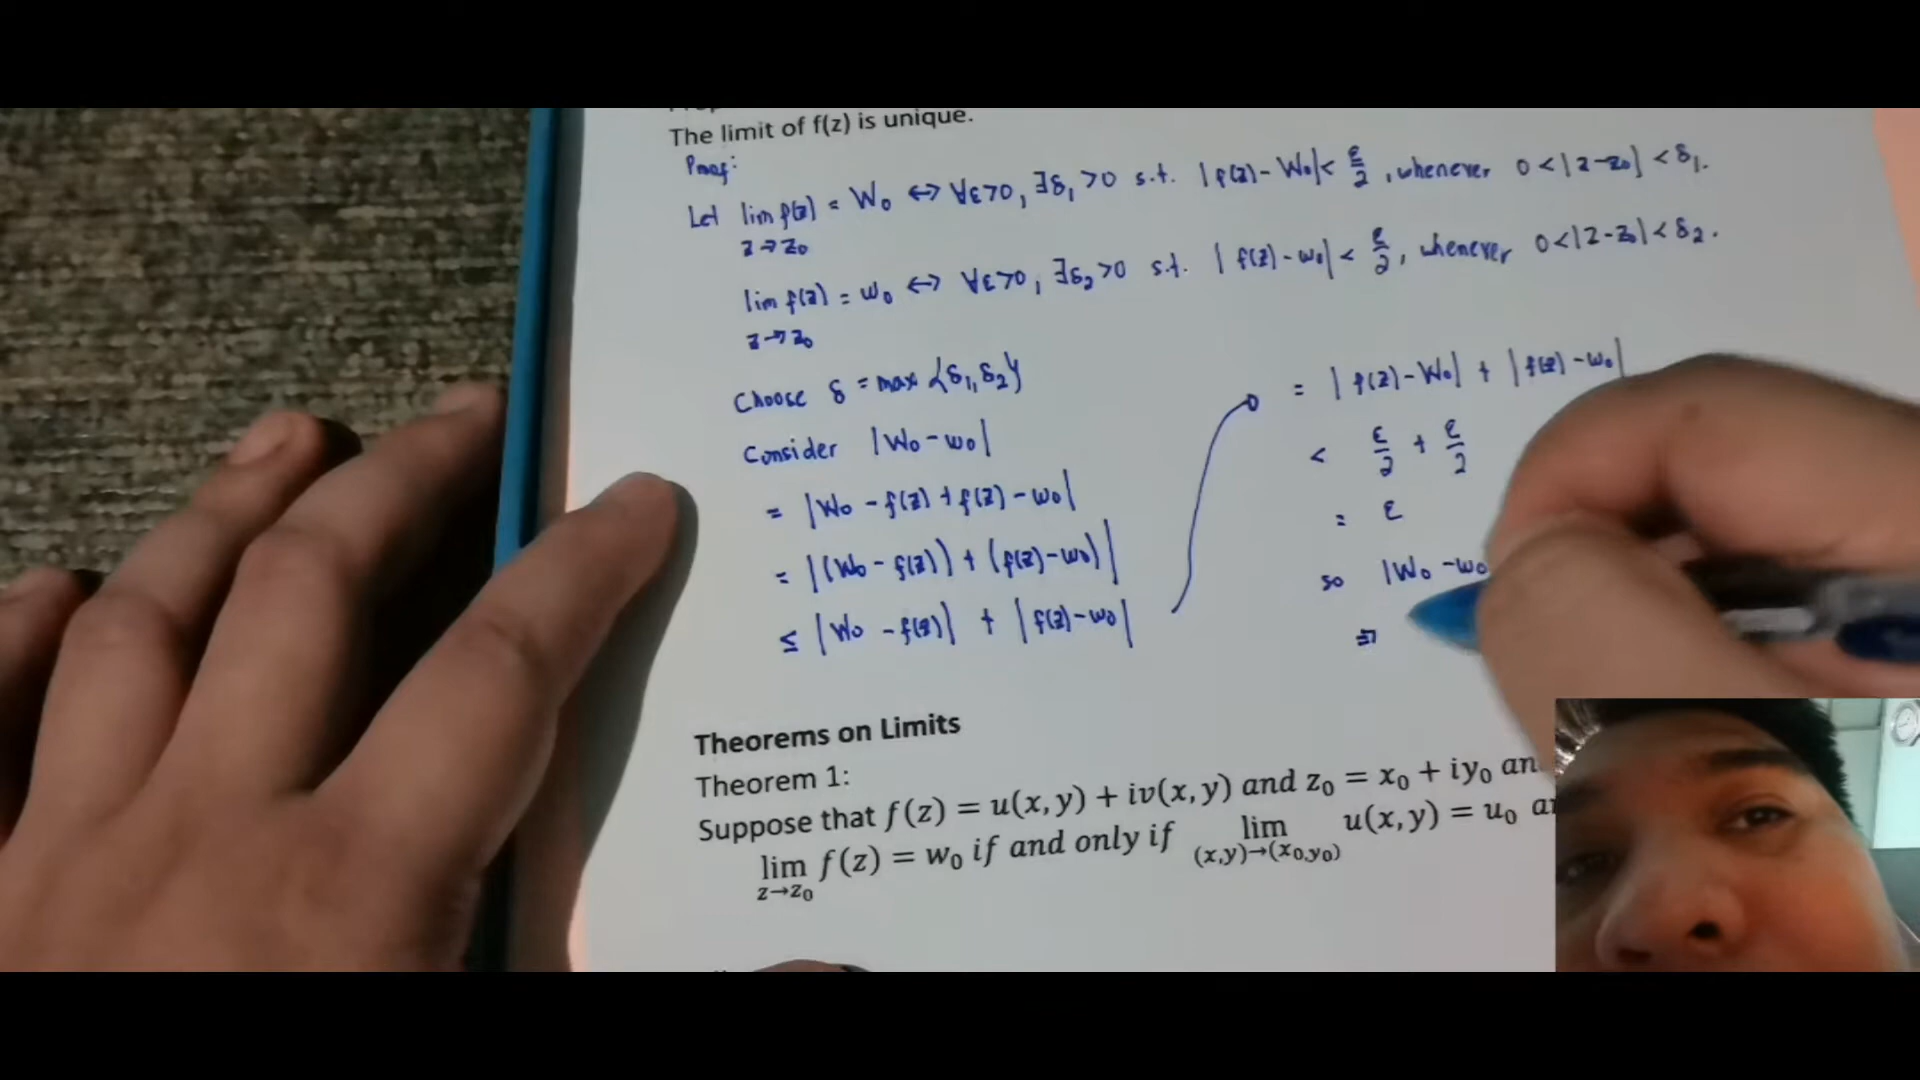 The limit of f(z) is unique.
Proof:
Let lim f(z) = W₀ ↔ ∀ε>0, ∃δ₁>0 s.t. |f(z) - W₀| < ε/2, whenever 0<|z-z₀|<δ₁.
z→z₀
lim f(z) = w₀ ↔ ∀ε>0, ∃δ₂>0 s.t. |f(z) - w₀| < ε/2, whenever 0<|z-z₀|<δ₂.
z→z₀
Choose δ = max {δ₁, δ₂}
Consider |W₀ - w₀|
= |W₀ - f(z) + f(z) - w₀|
= |(W₀ - f(z)) + (f(z) - w₀)|
≤ |W₀ - f(z)| + |f(z) - w₀|
= |f(z) - W₀| + |f(z) - w₀|
< ε/2 + ε/2
= ε
so |W₀ - w₀
⇒
Theorems on Limits
Theorem 1:
Suppose that f(z) = u(x, y) + iv(x, y) and z₀ = x₀ + iy₀ an
lim f(z) = w₀ if and only if lim u(x, y) = u₀
z→z₀ (x,y)→(x₀,y₀)